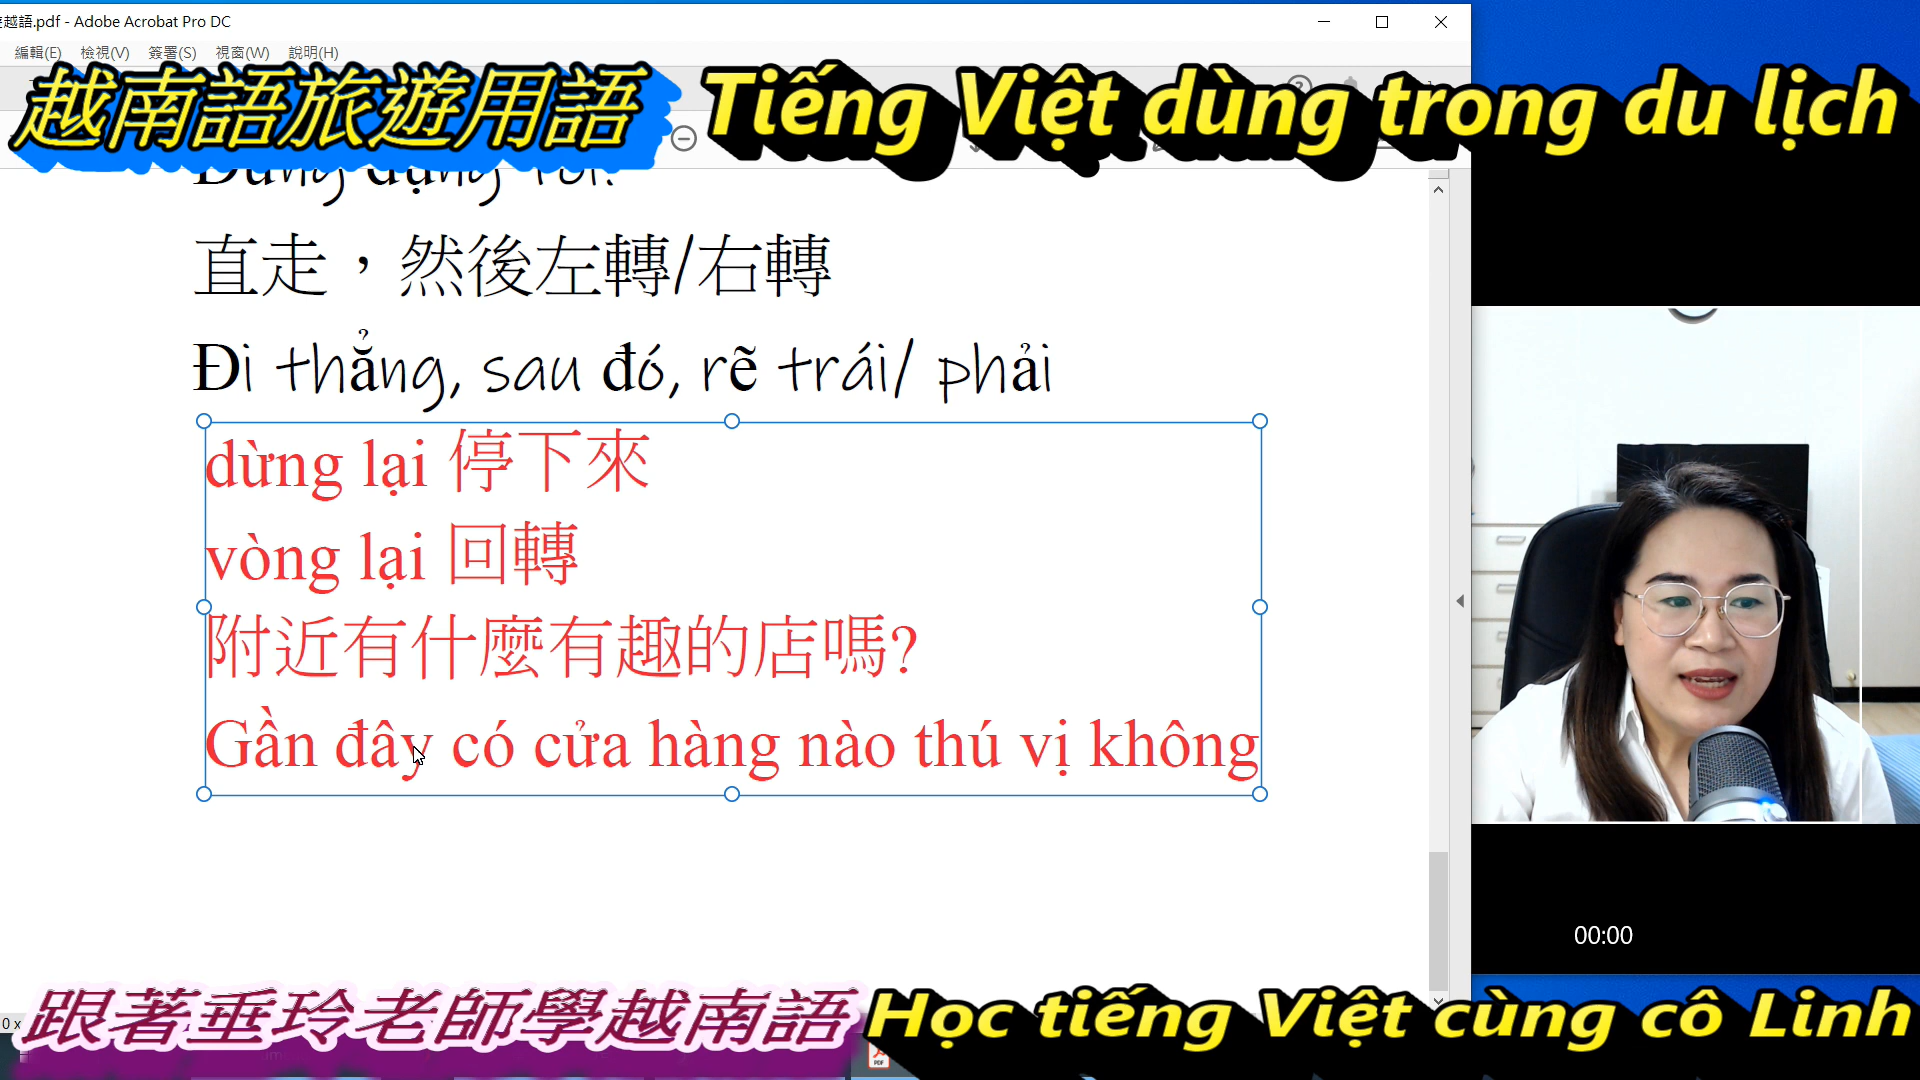 越語.pdf - Adobe Acrobat Pro DC
編輯(E) 檢視(V) 簽署(S) 視窗(W) 說明(H)
越南語旅遊用語 Tiếng Việt dùng trong du lịch
直走，然後左轉/右轉
Đi thẳng, sau đó, rẽ trái/ phải
dừng lại 停下來
vòng lại 回轉
附近有什麼有趣的店嗎?
Gần đây có cửa hàng nào thú vị không
00:00
跟著垂玲老師學越南語 Học tiếng Việt cùng cô Linh